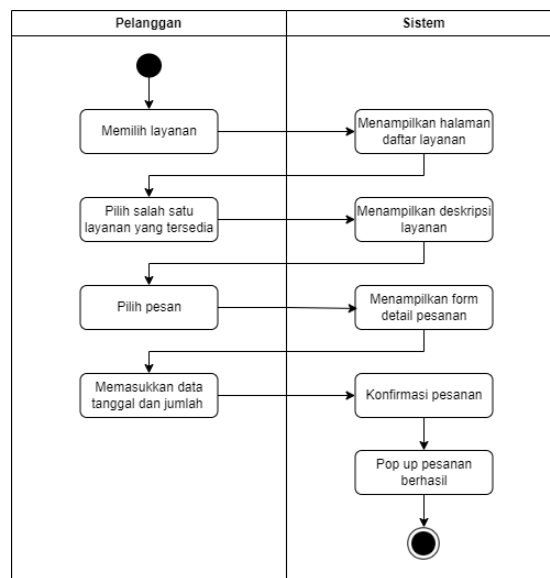 Pelanggan
Sistem
Memilih layanan
Menampilkan halaman
daftar layanan
Pilih salah satu
layanan yang tersedia
Menampilkan deskripsi
layanan
Pilih pesan
Menampilkan form
detail pesanan
Memasukkan data
tanggal dan jumlah
Konfirmasi pesanan
Pop up pesanan
berhasil